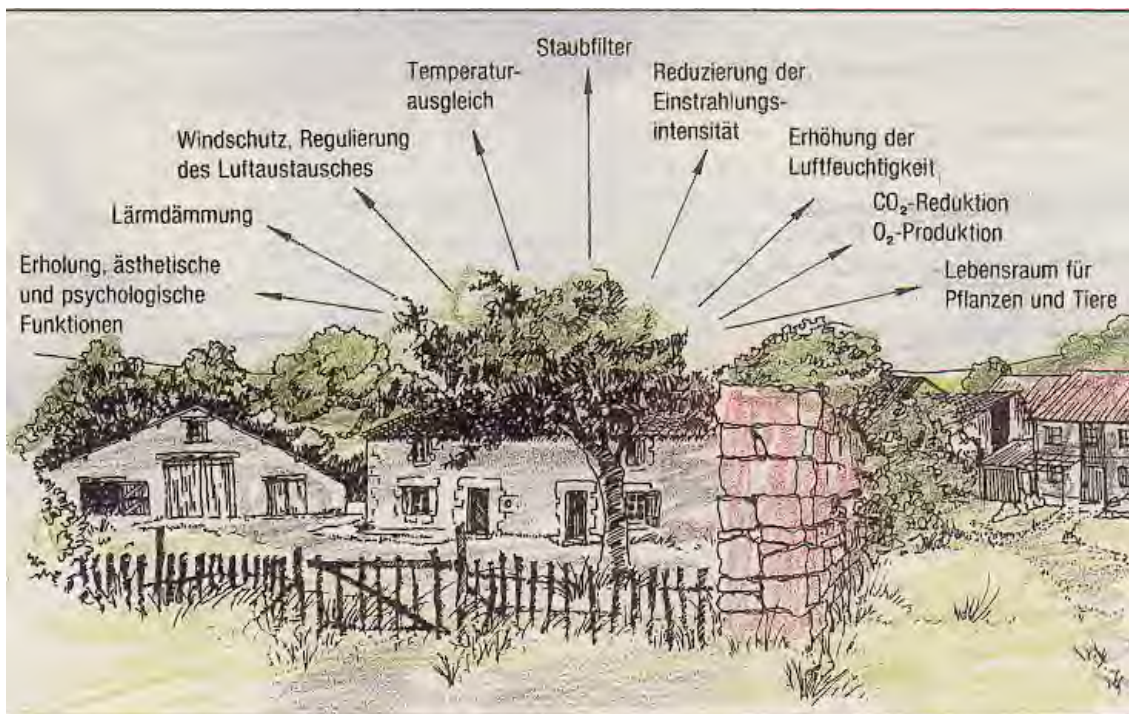 Staubfilter
Temperatur-
ausgleich
Reduzierung der
Einstrahlungs-
intensität
Windschutz, Regulierung
des Luftaustausches
Erhöhung der
Luftfeuchtigkeit
Lärmdämmung
CO₂-Reduktion
O₂-Produktion
Erholung, ästhetische
und psychologische
Funktionen
Lebensraum für
Pflanzen und Tiere